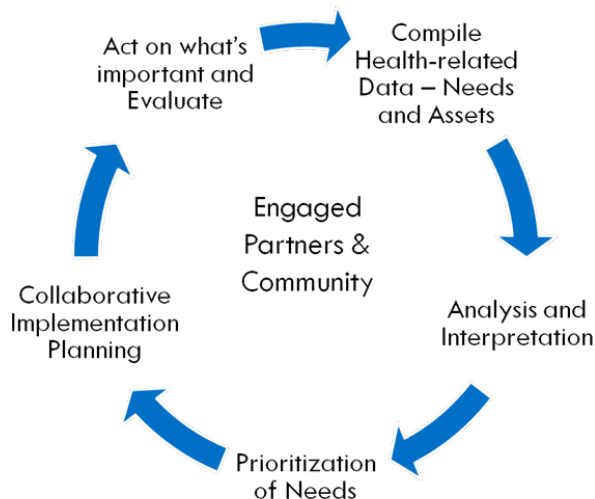 Act on what's
important and
Evaluate
Compile
Health-related
Data – Needs
and Assets
Engaged
Partners &
Community
Analysis and
Interpretation
Collaborative
Implementation
Planning
Prioritization
of Needs